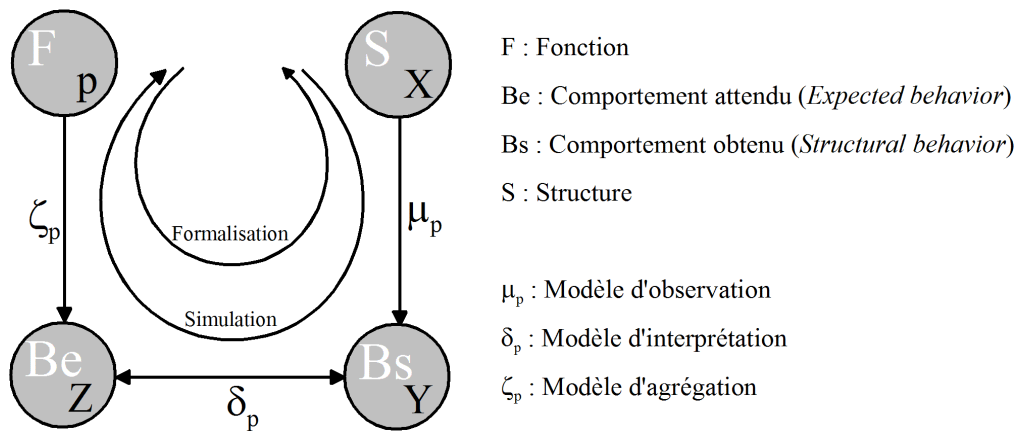 F
p
S
X
ζp
μp
Formalisation
Simulation
Be
Z
Bs
Y
δp
F : Fonction
Be : Comportement attendu (Expected behavior)
Bs : Comportement obtenu (Structural behavior)
S : Structure
μp : Modèle d'observation
δp : Modèle d'interprétation
ζp : Modèle d'agrégation